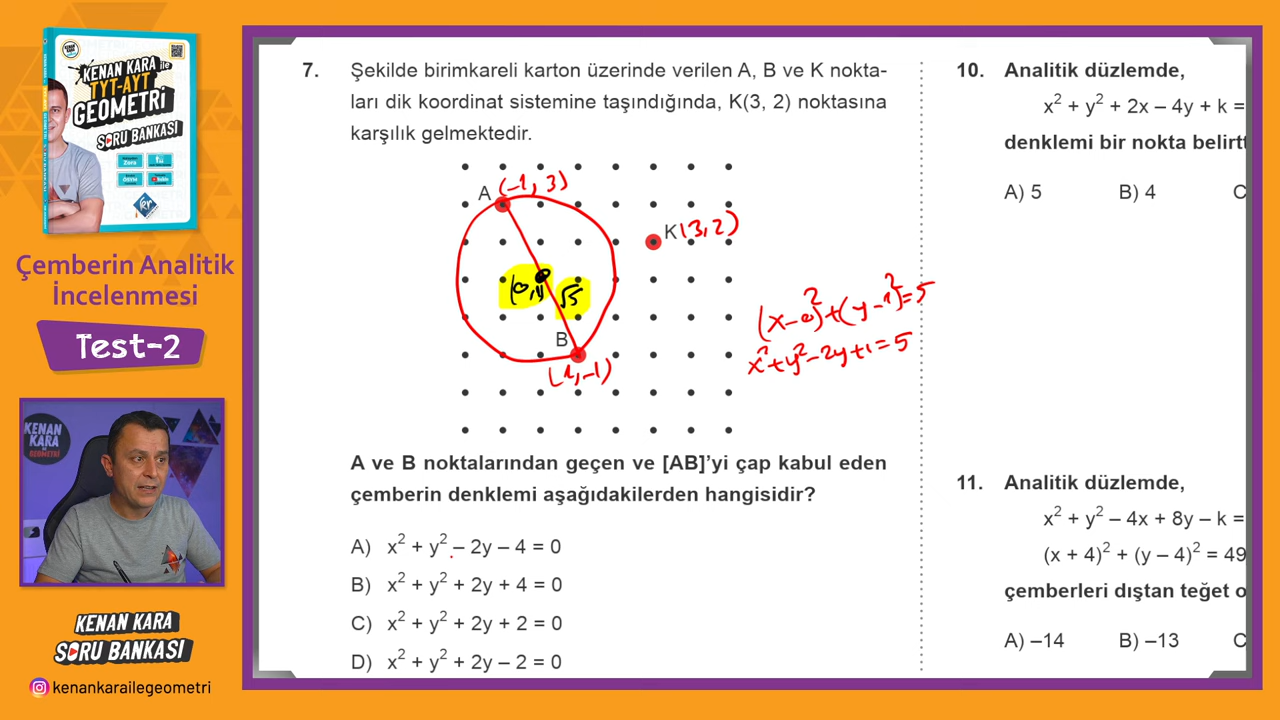 KENAN KARA ile
TYT-AYT
GEOMETRİ
SORU BANKASI
Çemberin Analitik
İncelenmesi
Test-2
KENAN KARA
GEOMETRİ
KENAN KARA
SORU BANKASI
kenankarailegeometri
7. Şekilde birimkareli karton üzerinde verilen A, B ve K nokta-
ları dik koordinat sistemine taşındığında, K(3, 2) noktasına
karşılık gelmektedir.
A (-1, 3)
K (3, 2)
√5
B
(1, -1)
(x-0)² + (y-1)² = 5
x² + y² - 2y + 1 = 5
A ve B noktalarından geçen ve [AB]'yi çap kabul eden
çemberin denklemi aşağıdakilerden hangisidir?
A) x² + y² – 2y – 4 = 0
B) x² + y² + 2y + 4 = 0
C) x² + y² + 2y + 2 = 0
D) x² + y² + 2y – 2 = 0
10. Analitik düzlemde,
x² + y² + 2x – 4y + k =
denklemi bir nokta belirtt
A) 5 B) 4 C
11. Analitik düzlemde,
x² + y² – 4x + 8y – k =
(x + 4)² + (y – 4)² = 49
çemberleri dıştan teğet o
A) –14 B) –13 C